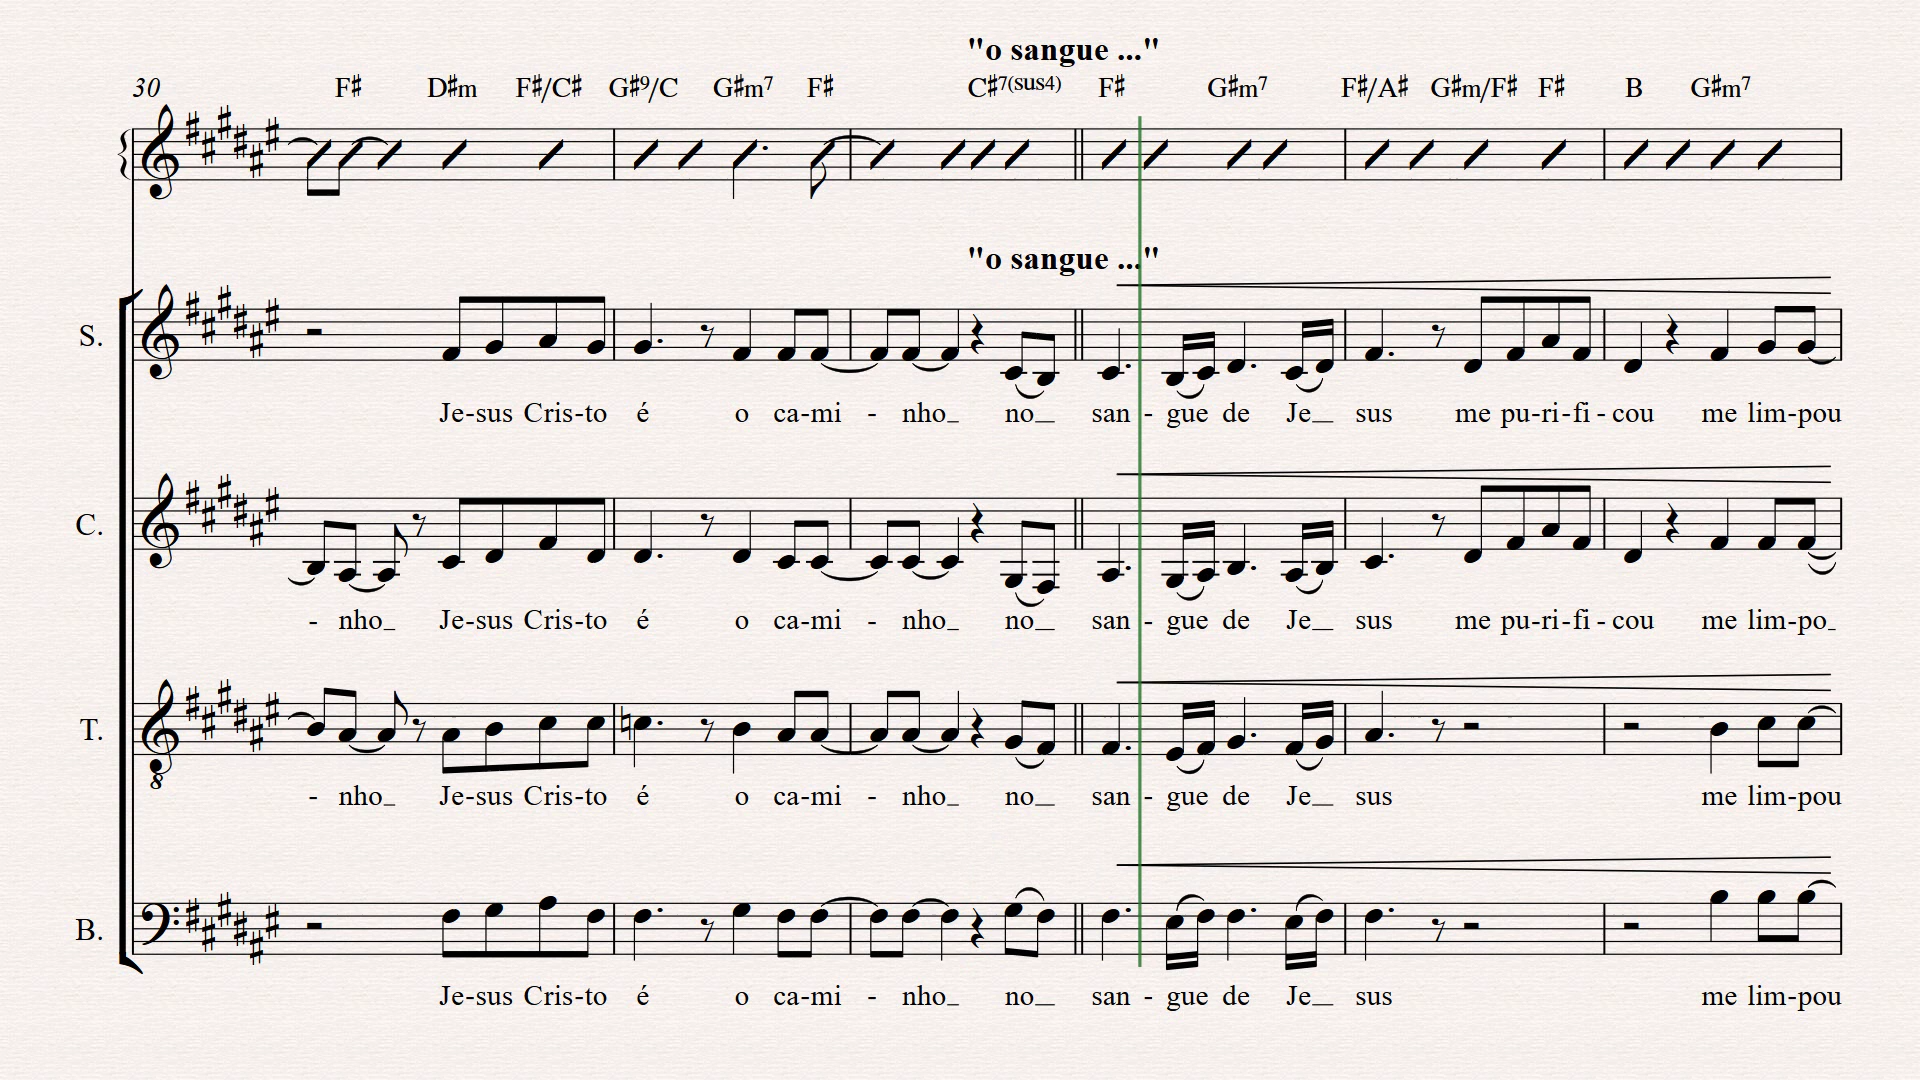 "o sangue ..."
30 F♯ D♯m F♯/C♯ G♯9/C G♯m7 F♯ C♯7(sus4) F♯ G♯m7 F♯/A♯ G♯m/F♯ F♯ B G♯m7
"o sangue ..."
S.
Je-sus Cris-to é o ca-mi - nho_ no_ san - gue de Je_ sus me pu-ri-fi-cou me lim-pou
C.
- nho_ Je-sus Cris-to é o ca-mi - nho_ no_ san - gue de Je_ sus me pu-ri-fi-cou me lim-po_
T.
8
- nho_ Je-sus Cris-to é o ca-mi - nho_ no_ san - gue de Je_ sus me lim-pou
B.
Je-sus Cris-to é o ca-mi - nho_ no_ san - gue de Je_ sus me lim-pou